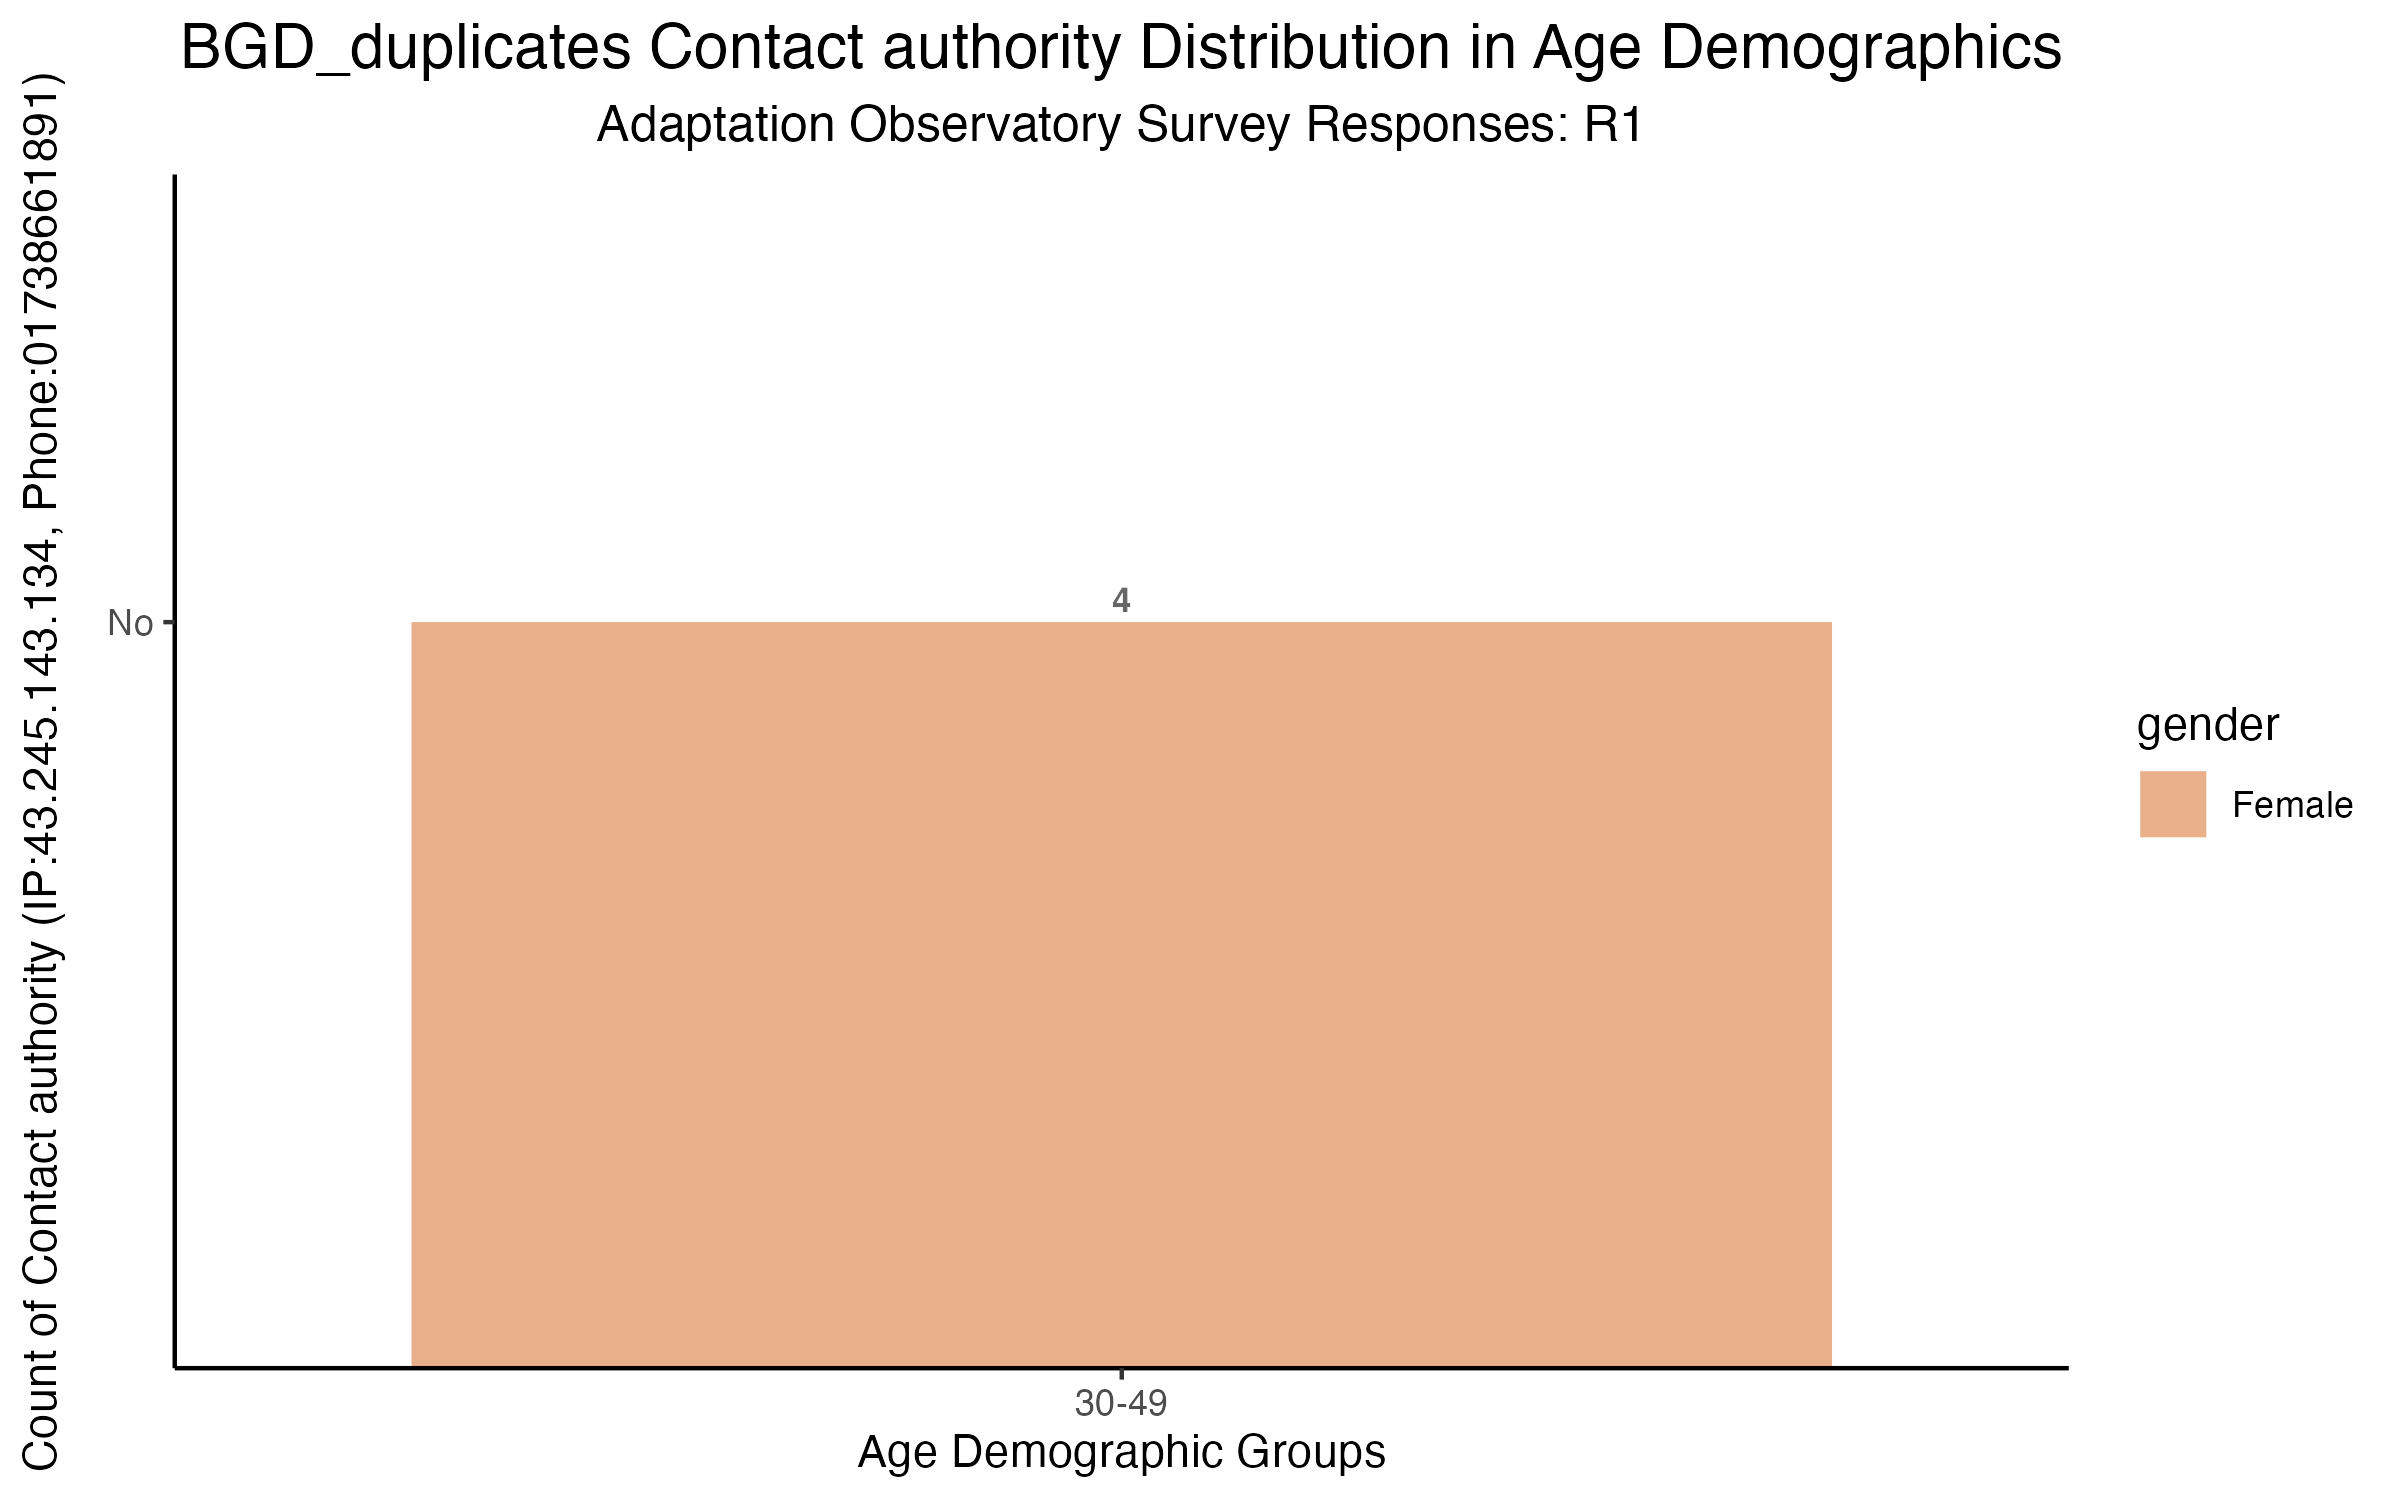 BGD_duplicates Contact authority Distribution in Age Demographics
Adaptation Observatory Survey Responses: R1
Count of Contact authority (IP:43.245.143.134, Phone:01738661891)
No
4
gender
Female
30-49
Age Demographic Groups